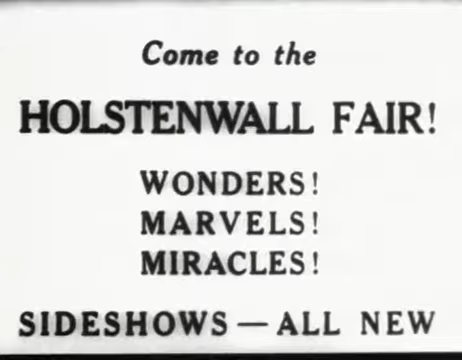 Come to the
HOLSTENWALL FAIR!
WONDERS!
MARVELS!
MIRACLES!
SIDESHOWS — ALL NEW